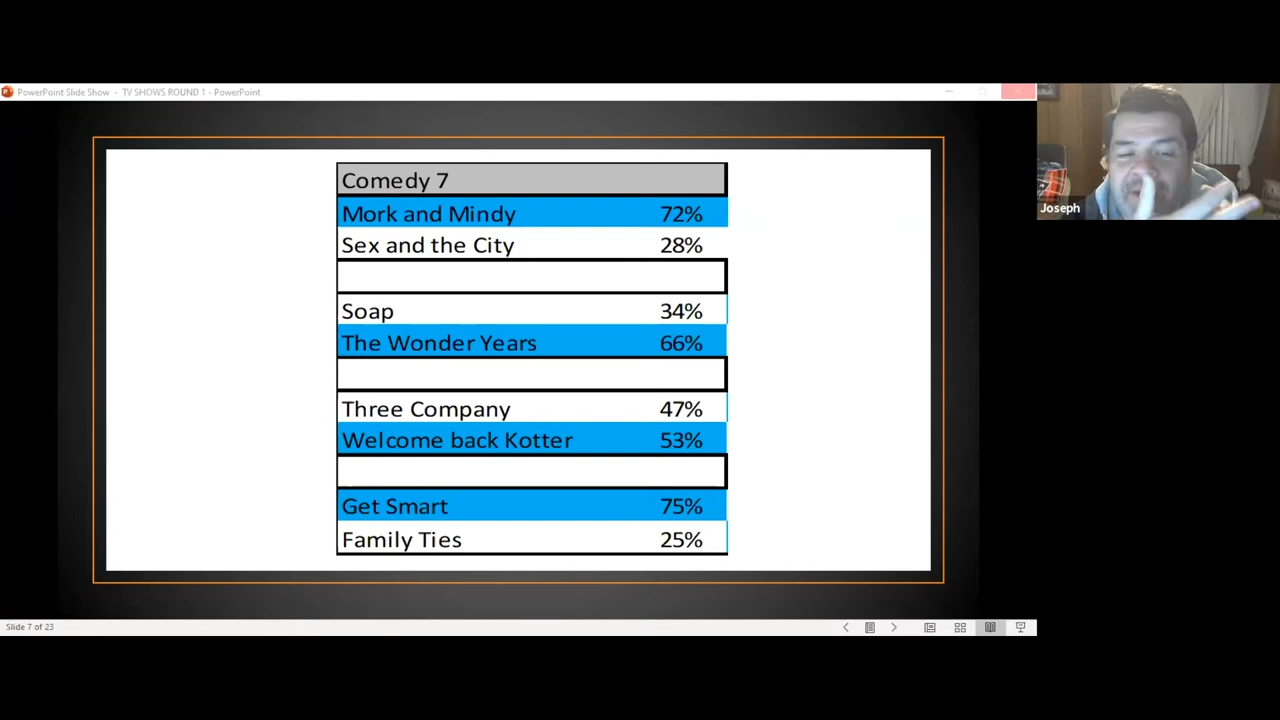 PowerPoint Slide Show - TV SHOWS ROUND 1 - PowerPoint
Comedy 7
Mork and Mindy 72%
Sex and the City 28%
Soap 34%
The Wonder Years 66%
Three Company 47%
Welcome back Kotter 53%
Get Smart 75%
Family Ties 25%
Joseph
Slide 7 of 23